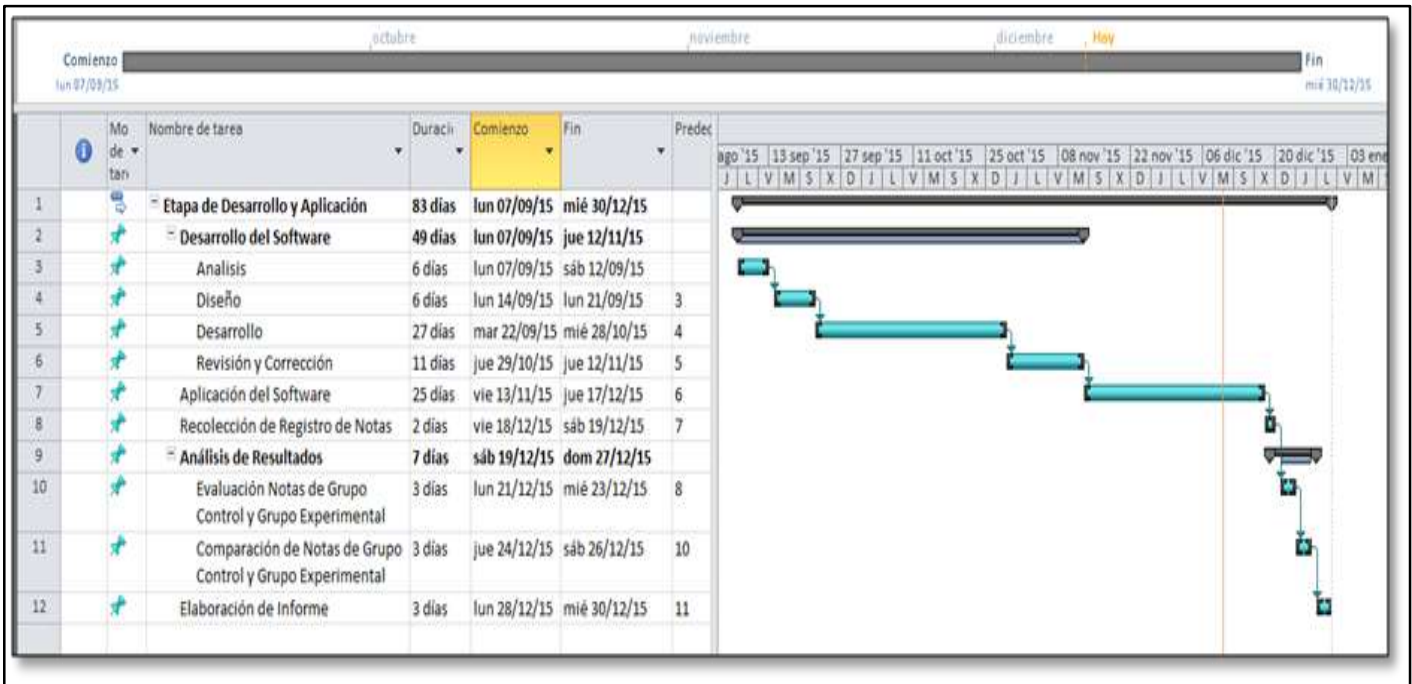 octubre noviembre diciembre Hoy
Comienzo Fin
lun 07/09/15 mié 30/12/15
Mo de tare Nombre de tarea Duració Comienzo Fin Predec
ago '15 13 sep '15 27 sep '15 11 oct '15 25 oct '15 08 nov '15 22 nov '15 06 dic '15 20 dic '15 03 ene
J L V M S X D J L V M S X D J L V M S X D J L V M S X D J L V M S X D J L V M
1 Etapa de Desarrollo y Aplicación 83 días lun 07/09/15 mié 30/12/15
2 Desarrollo del Software 49 días lun 07/09/15 jue 12/11/15
3 Analisis 6 días lun 07/09/15 sáb 12/09/15
4 Diseño 6 días lun 14/09/15 lun 21/09/15 3
5 Desarrollo 27 días mar 22/09/15 mié 28/10/15 4
6 Revisión y Corrección 11 días jue 29/10/15 jue 12/11/15 5
7 Aplicación del Software 25 días vie 13/11/15 jue 17/12/15 6
8 Recolección de Registro de Notas 2 días vie 18/12/15 sáb 19/12/15 7
9 Análisis de Resultados 7 días sáb 19/12/15 dom 27/12/15
10 Evaluación Notas de Grupo 3 días lun 21/12/15 mié 23/12/15 8
Control y Grupo Experimental
11 Comparación de Notas de Grupo 3 días jue 24/12/15 sáb 26/12/15 10
Control y Grupo Experimental
12 Elaboración de Informe 3 días lun 28/12/15 mié 30/12/15 11